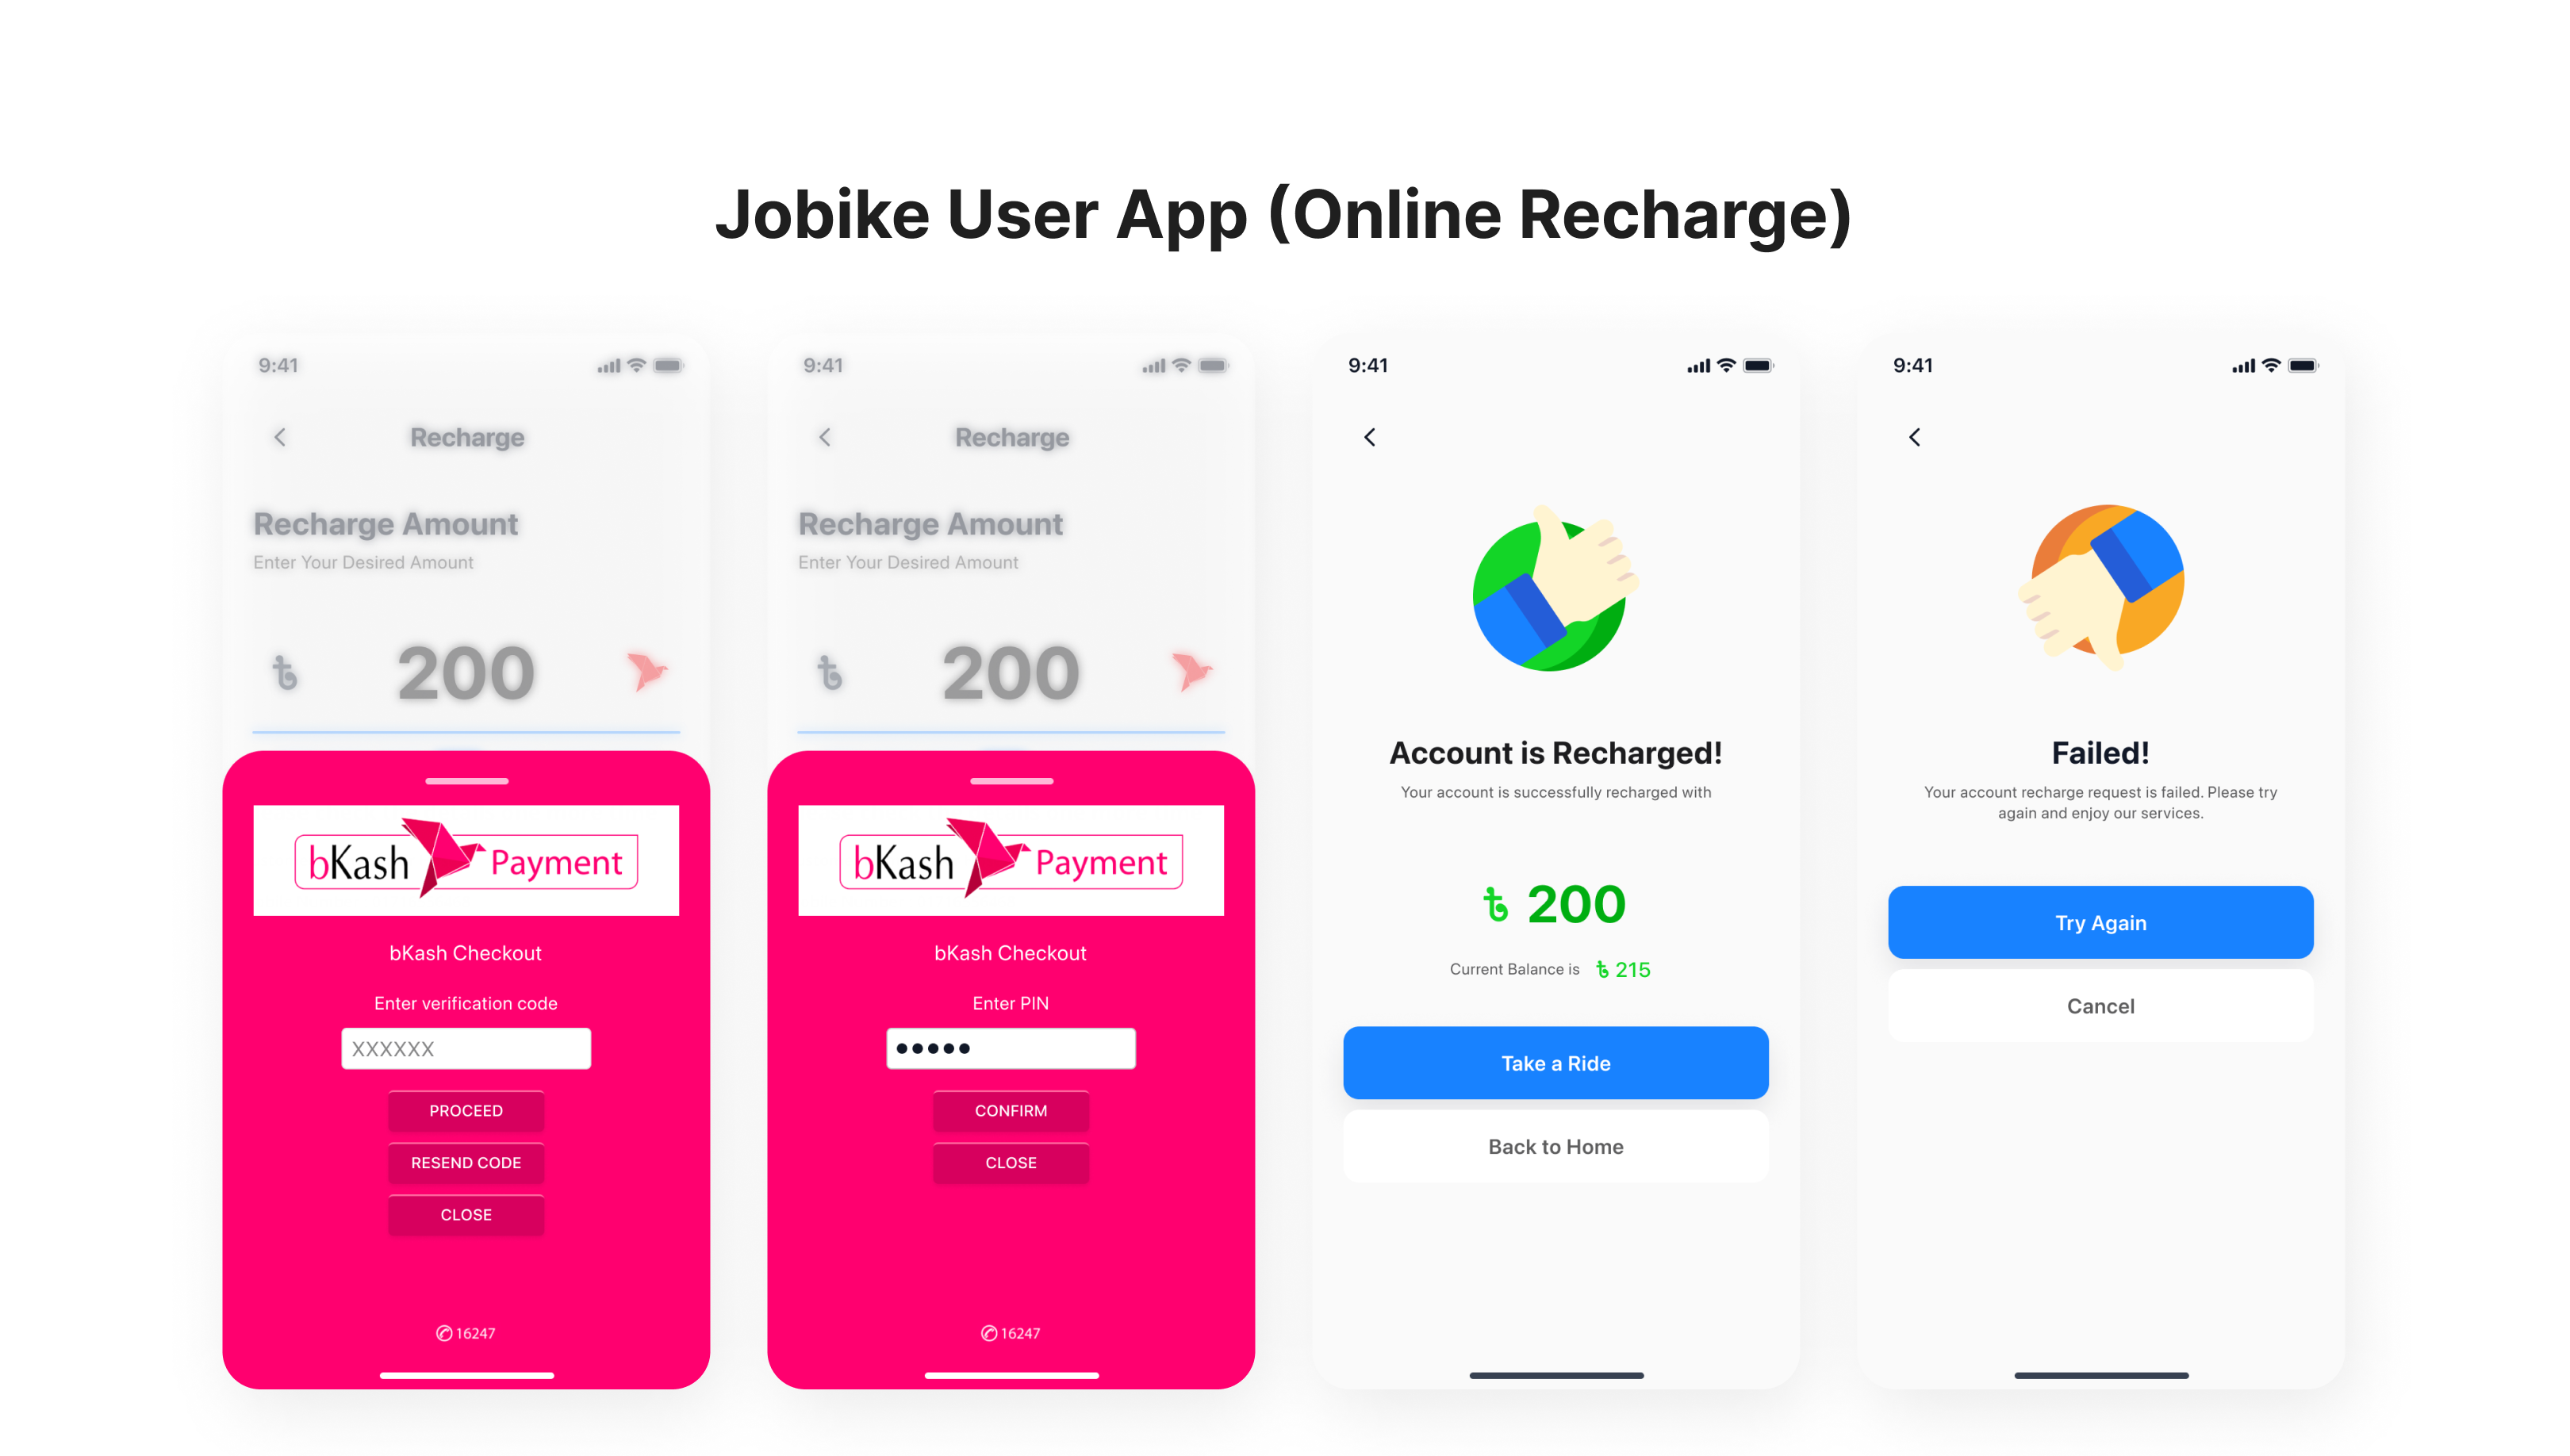 Jobike User App (Online Recharge)
9:41
Recharge
Recharge Amount
Enter Your Desired Amount
৳ 200
bKash Payment
bKash Checkout
Enter verification code
XXXXXX
PROCEED
RESEND CODE
CLOSE
16247
9:41
Recharge
Recharge Amount
Enter Your Desired Amount
৳ 200
bKash Payment
bKash Checkout
Enter PIN
●●●●●
CONFIRM
CLOSE
16247
9:41
Account is Recharged!
Your account is successfully recharged with
৳ 200
Current Balance is ৳ 215
Take a Ride
Back to Home
9:41
Failed!
Your account recharge request is failed. Please try
again and enjoy our services.
Try Again
Cancel